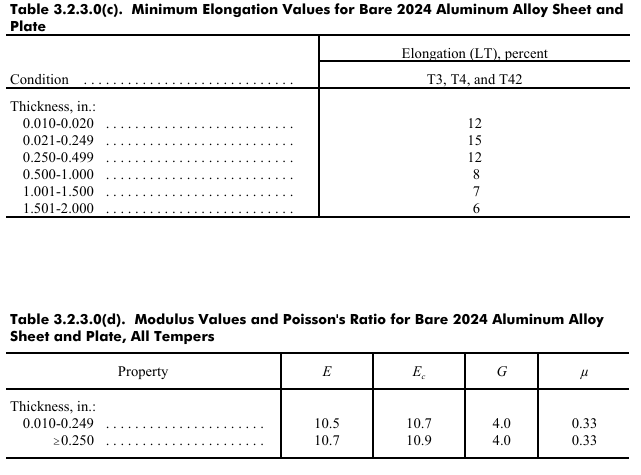 Table 3.2.3.0(c).  Minimum Elongation Values for Bare 2024 Aluminum Alloy Sheet and
Plate
Elongation (LT), percent
Condition . . . . . . . . . . . . . . . . . . . . . . . . . . . . . T3, T4, and T42
Thickness, in.:
0.010-0.020 . . . . . . . . . . . . . . . . . . . . . . . . . . 12
0.021-0.249 . . . . . . . . . . . . . . . . . . . . . . . . . . 15
0.250-0.499 . . . . . . . . . . . . . . . . . . . . . . . . . . 12
0.500-1.000 . . . . . . . . . . . . . . . . . . . . . . . . . . 8
1.001-1.500 . . . . . . . . . . . . . . . . . . . . . . . . . . 7
1.501-2.000 . . . . . . . . . . . . . . . . . . . . . . . . . . 6
Table 3.2.3.0(d).  Modulus Values and Poisson's Ratio for Bare 2024 Aluminum Alloy
Sheet and Plate, All Tempers
Property E E_c G μ
Thickness, in.:
0.010-0.249 . . . . . . . . . . . . . . . . . . . . . . 10.5 10.7 4.0 0.33
≥0.250 . . . . . . . . . . . . . . . . . . . . . . 10.7 10.9 4.0 0.33